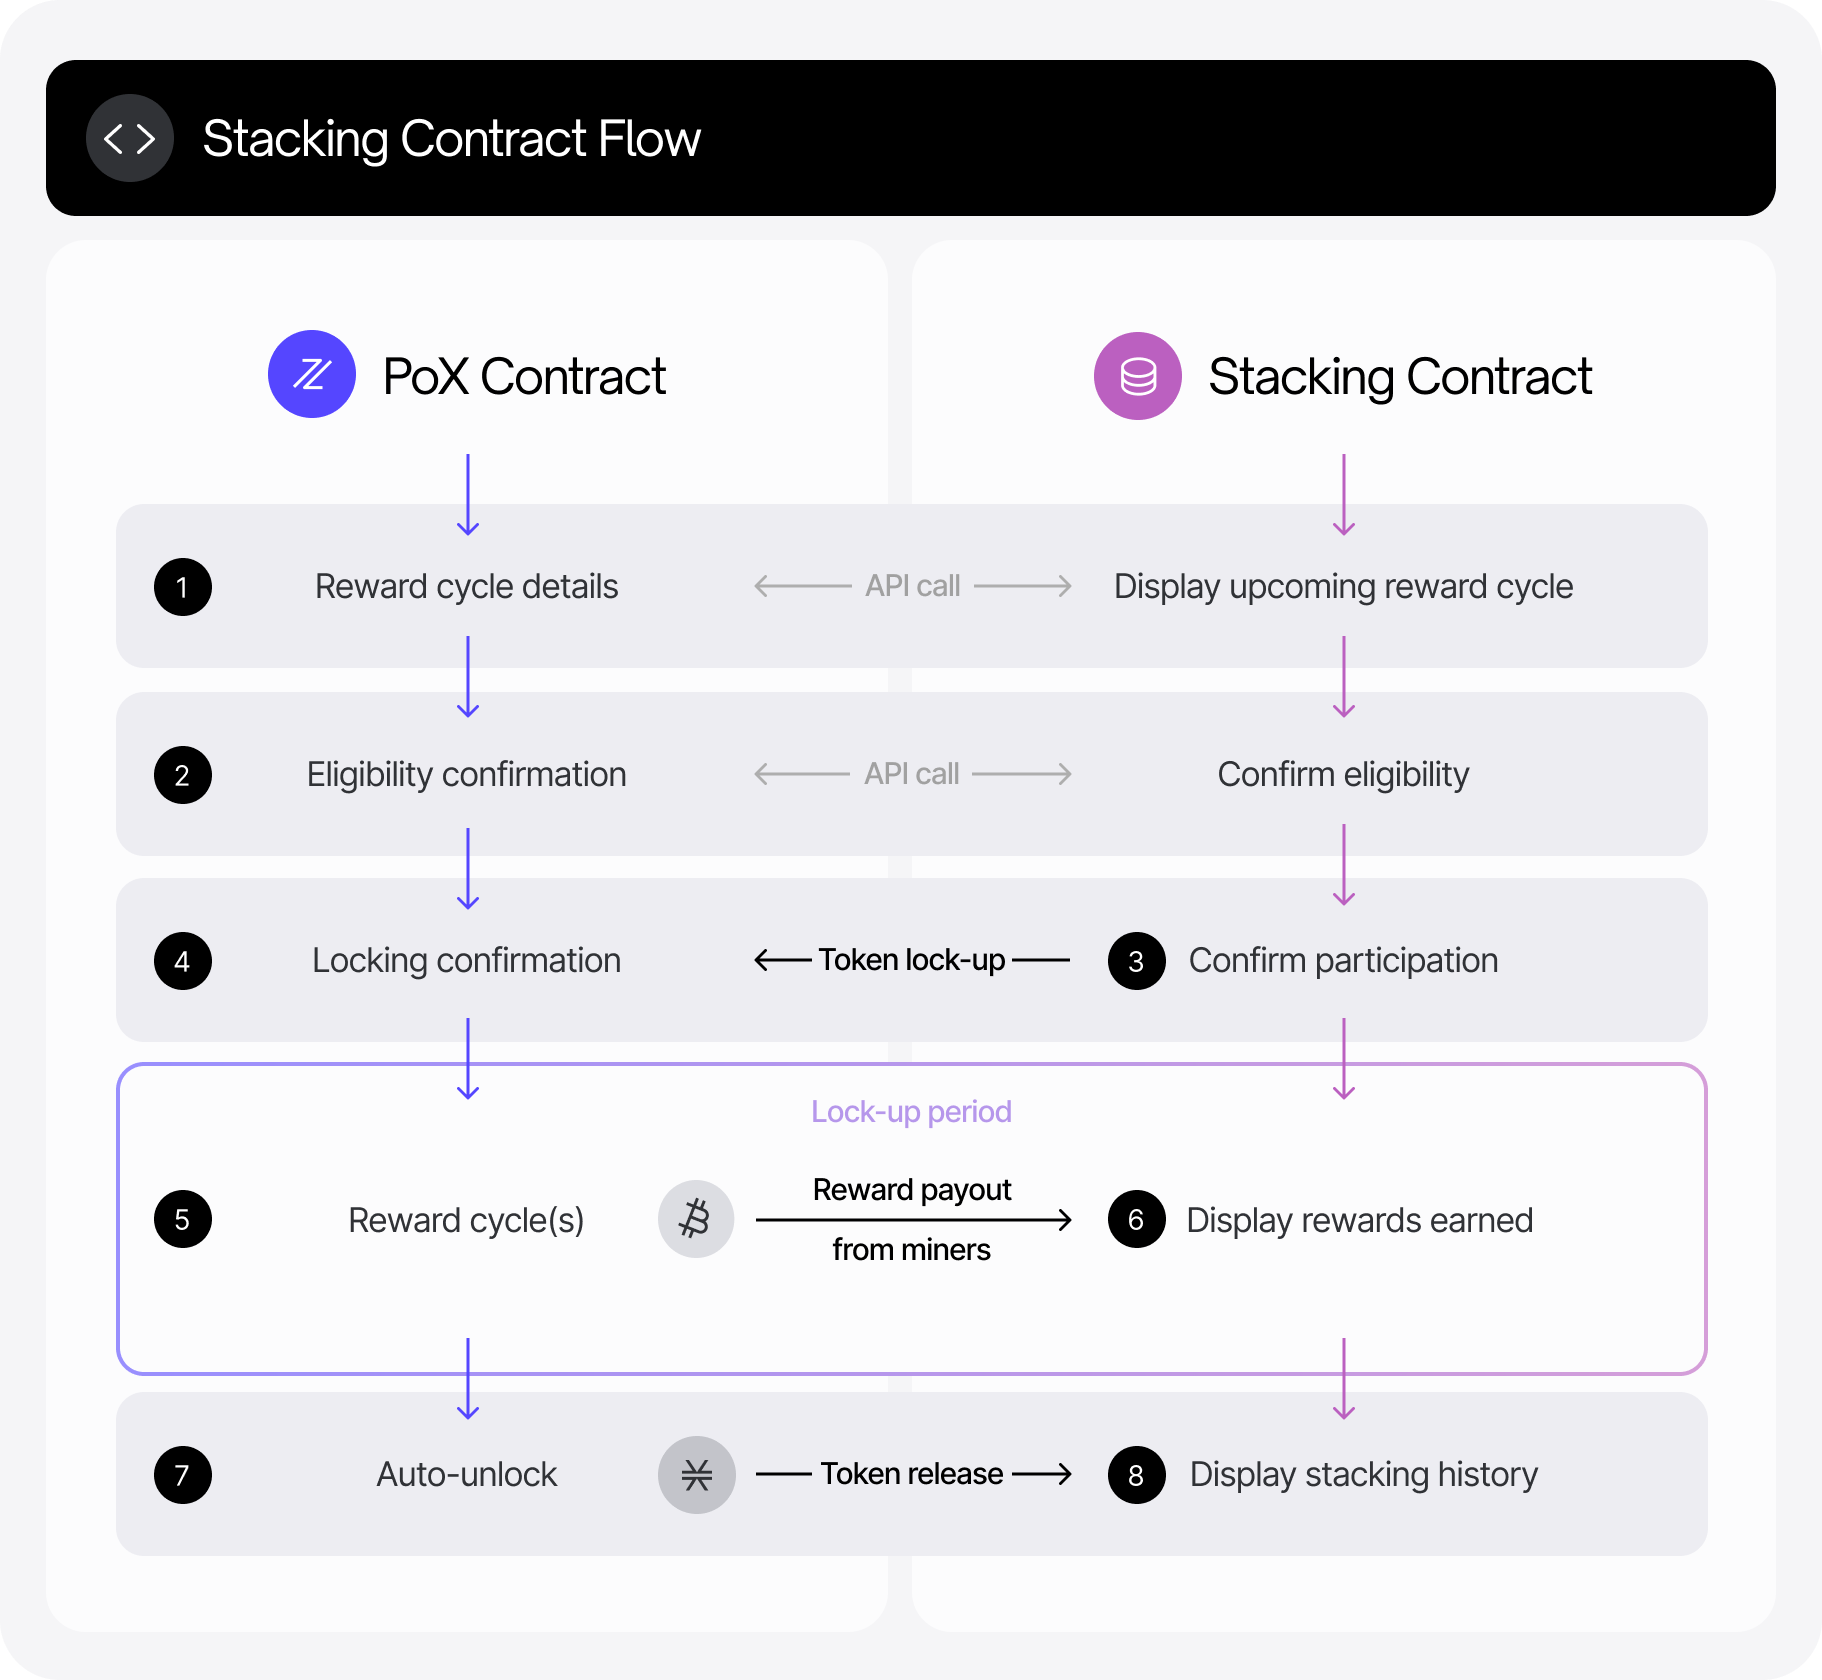 < > Stacking Contract Flow
PoX Contract
Stacking Contract
1 Reward cycle details API call Display upcoming reward cycle
2 Eligibility confirmation API call Confirm eligibility
4 Locking confirmation Token lock-up 3 Confirm participation
Lock-up period
Reward payout
5 Reward cycle(s) 6 Display rewards earned
from miners
7 Auto-unlock Token release 8 Display stacking history